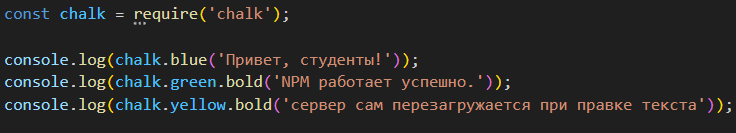 const chalk = require('chalk');
console.log(chalk.blue('Привет, студенты!'));
console.log(chalk.green.bold('NPM работает успешно.'));
console.log(chalk.yellow.bold('сервер сам перезагружается при правке текста'));